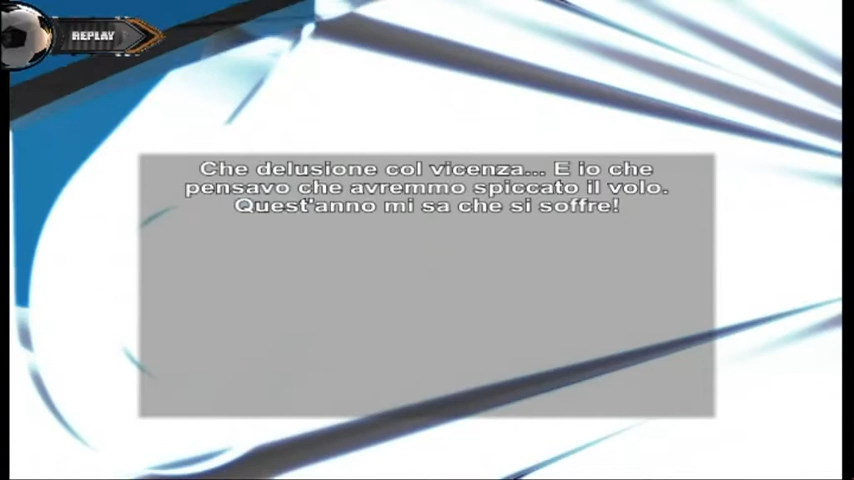 REPLAY
Che delusione col vicenza... E io che
pensavo che avremmo spiccato il volo.
Quest'anno mi sa che si soffre!